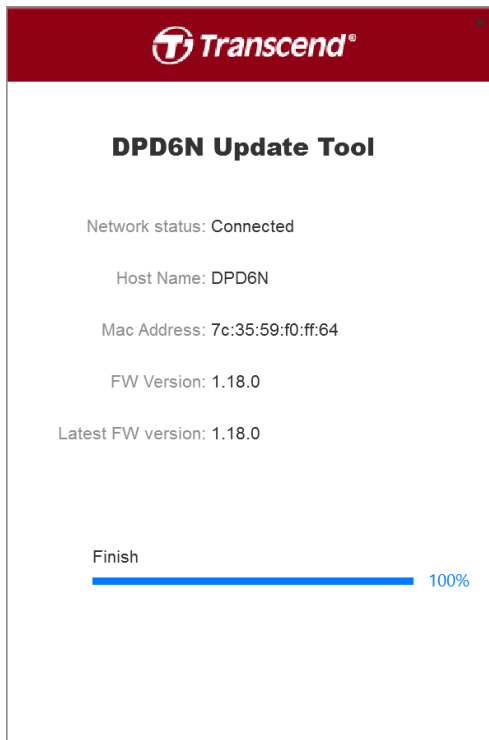 Transcend®
DPD6N Update Tool
Network status: Connected
Host Name: DPD6N
Mac Address: 7c:35:59:f0:ff:64
FW Version: 1.18.0
Latest FW version: 1.18.0
Finish
100%